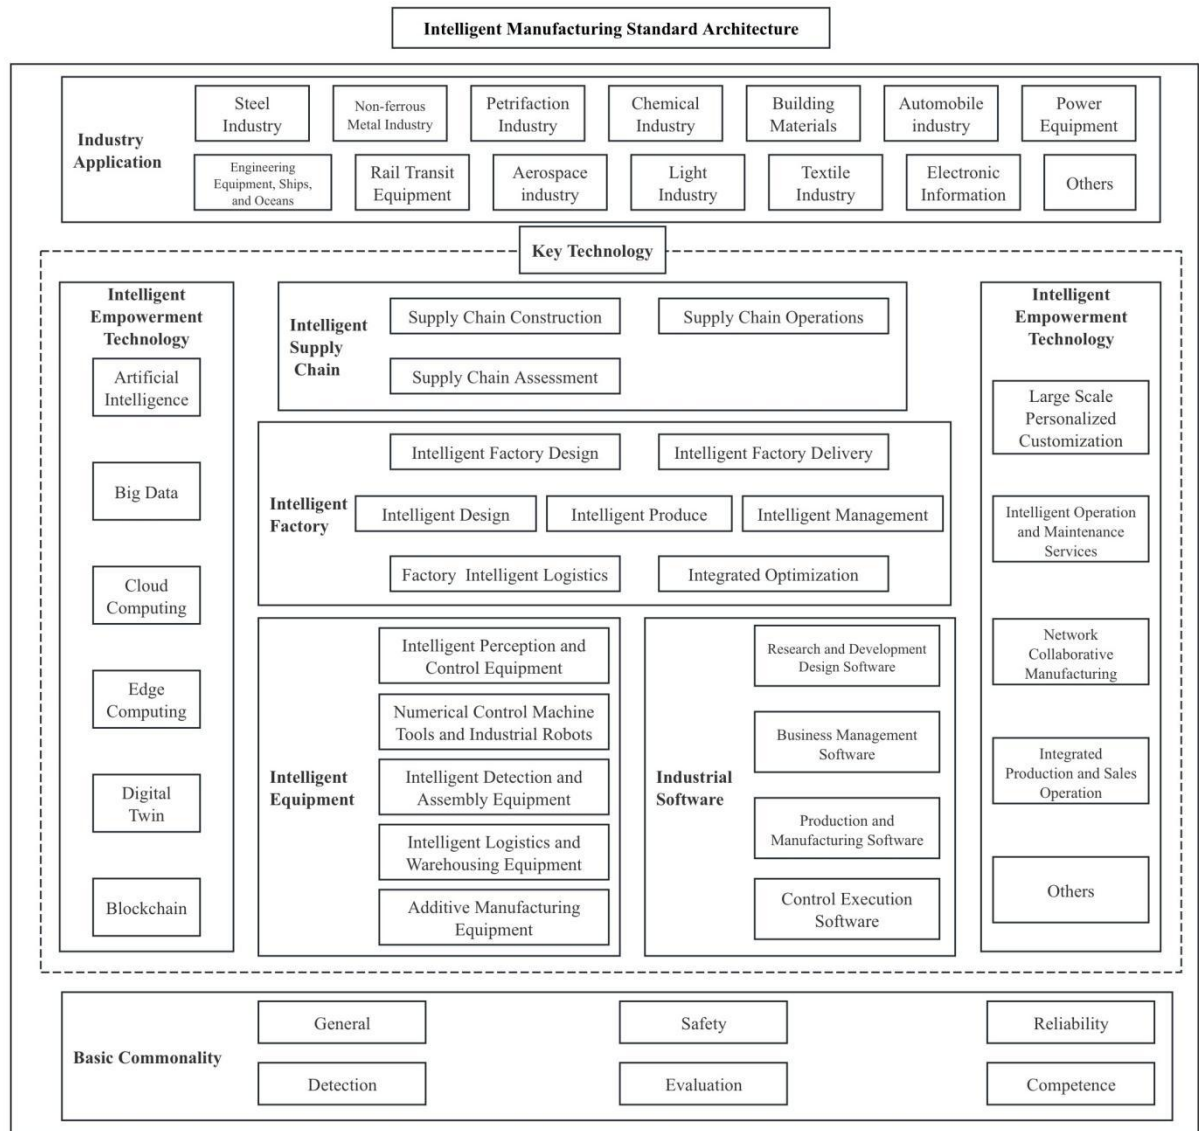 Intelligent Manufacturing Standard Architecture
Industry
Application
Steel
Industry
Non-ferrous
Metal Industry
Petrifaction
Industry
Chemical
Industry
Building
Materials
Automobile
industry
Power
Equipment
Engineering
Equipment, Ships,
and Oceans
Rail Transit
Equipment
Aerospace
industry
Light
Industry
Textile
Industry
Electronic
Information
Others
Key Technology
Intelligent
Empowerment
Technology
Artificial
Intelligence
Big Data
Cloud
Computing
Edge
Computing
Digital
Twin
Blockchain
Intelligent
Supply
Chain
Supply Chain Construction
Supply Chain Operations
Supply Chain Assessment
Intelligent
Factory
Intelligent Factory Design
Intelligent Factory Delivery
Intelligent Design
Intelligent Produce
Intelligent Management
Factory Intelligent Logistics
Integrated Optimization
Intelligent
Equipment
Intelligent Perception and
Control Equipment
Numerical Control Machine
Tools and Industrial Robots
Intelligent Detection and
Assembly Equipment
Intelligent Logistics and
Warehousing Equipment
Additive Manufacturing
Equipment
Industrial
Software
Research and Development
Design Software
Business Management
Software
Production and
Manufacturing Software
Control Execution
Software
Intelligent
Empowerment
Technology
Large Scale
Personalized
Customization
Intelligent Operation
and Maintenance
Services
Network
Collaborative
Manufacturing
Integrated
Production and Sales
Operation
Others
Basic Commonality
General
Safety
Reliability
Detection
Evaluation
Competence